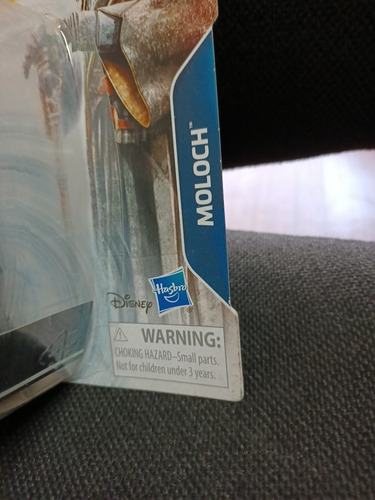 MOLOCH™
Disney
Hasbro
WARNING:
CHOKING HAZARD–Small parts.
Not for children under 3 years.